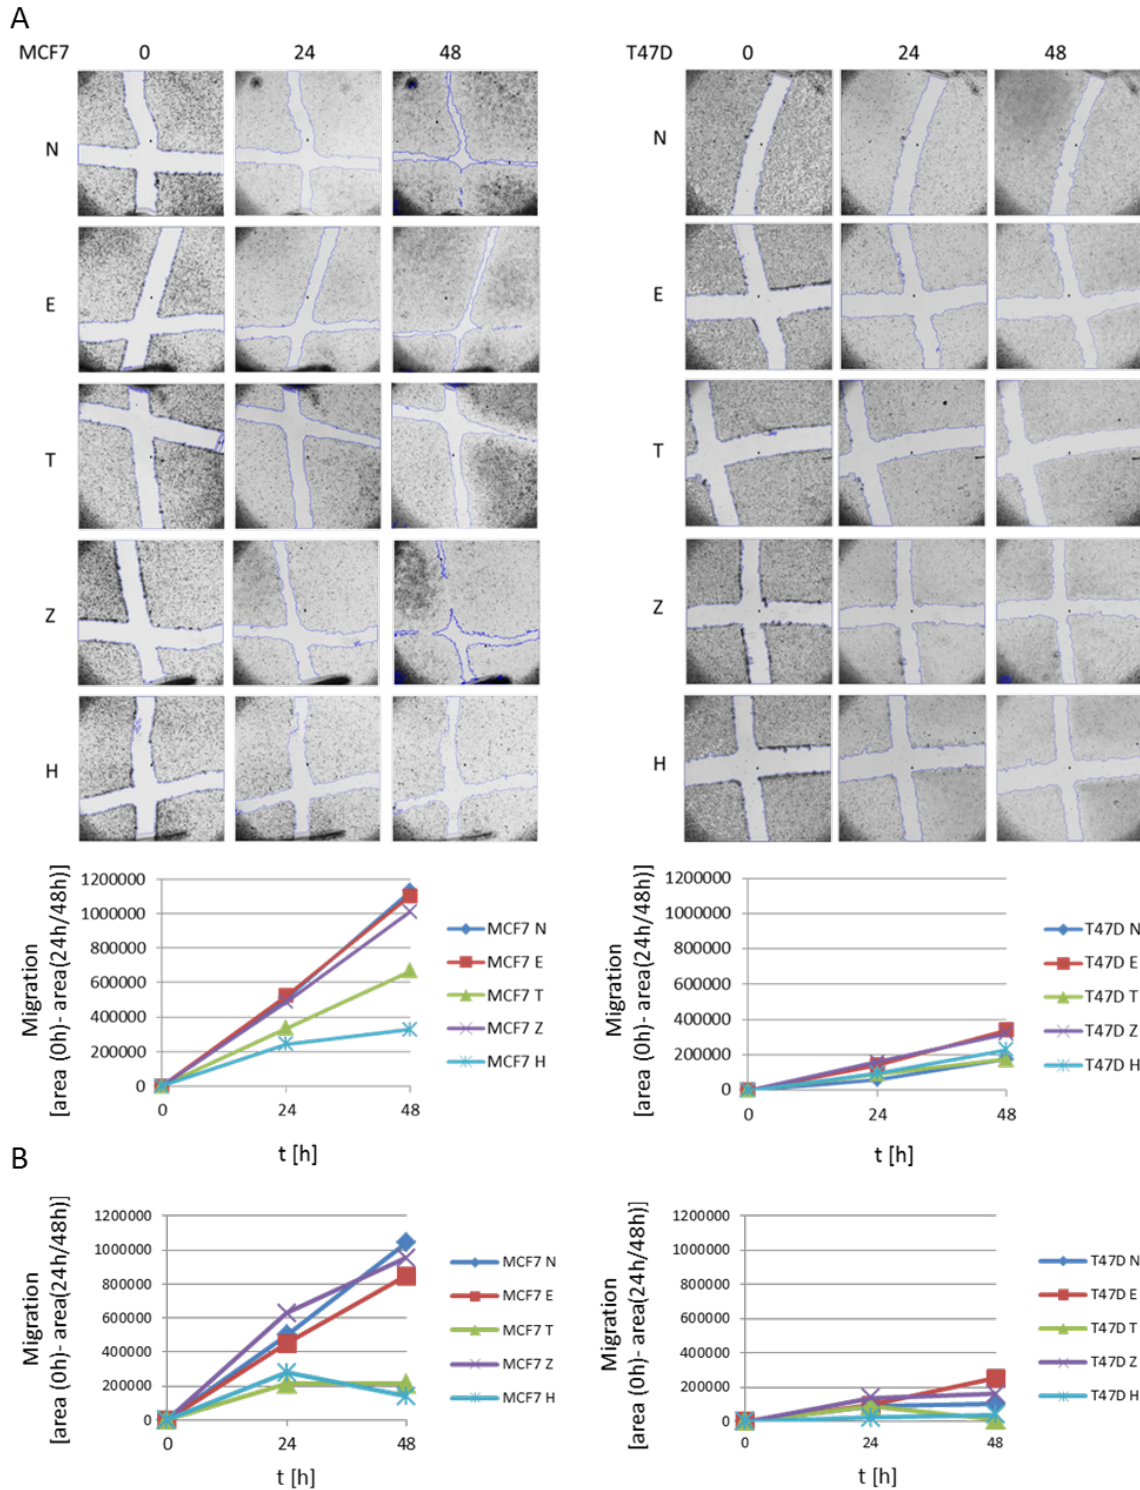 A
MCF7 0 24 48
T47D 0 24 48
N
N
E
E
T
T
Z
Z
H
H
Migration
[area (0h)- area(24h/48h)]
1200000
1000000
800000
600000
400000
200000
0
0 24 48
t [h]
MCF7 N
MCF7 E
MCF7 T
MCF7 Z
MCF7 H
Migration
[area (0h)- area(24h/48h)]
1200000
1000000
800000
600000
400000
200000
0
0 24 48
t [h]
T47D N
T47D E
T47D T
T47D Z
T47D H
B
Migration
[area (0h)- area(24h/48h)]
1200000
1000000
800000
600000
400000
200000
0
0 24 48
t [h]
MCF7 N
MCF7 E
MCF7 T
MCF7 Z
MCF7 H
Migration
[area (0h)- area(24h/48h)]
1200000
1000000
800000
600000
400000
200000
0
0 24 48
t [h]
T47D N
T47D E
T47D T
T47D Z
T47D H